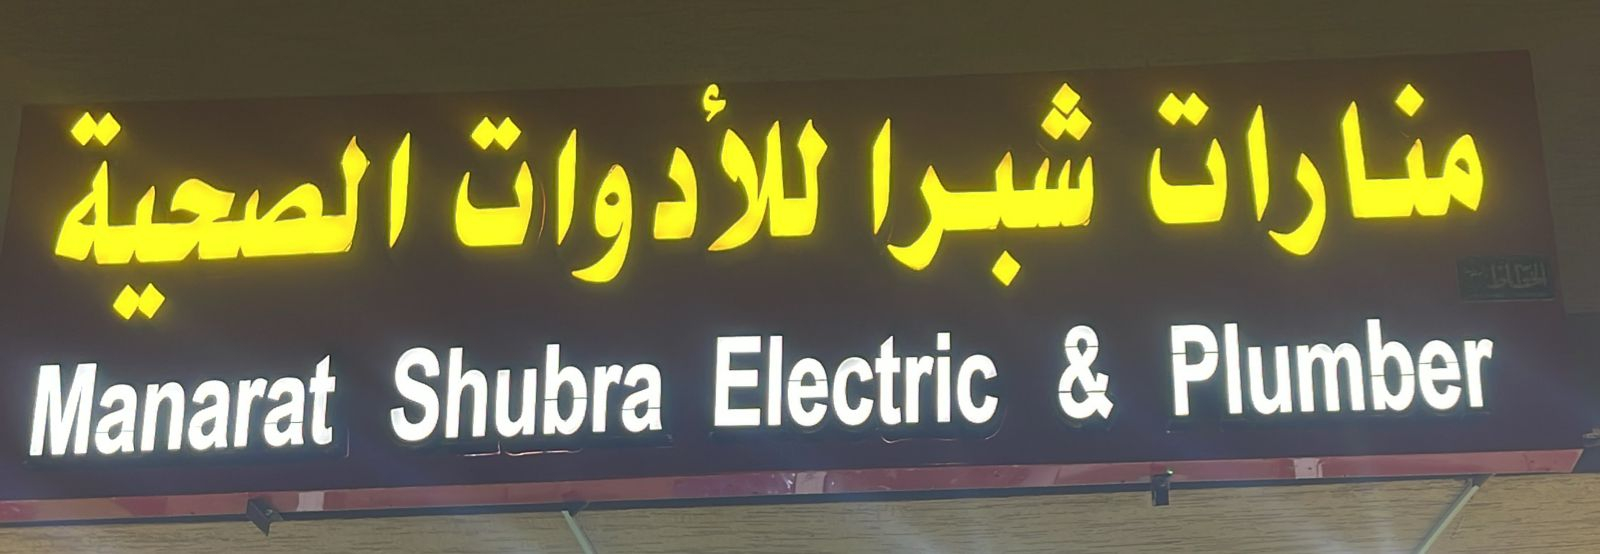 منارات شبرا للأدوات الصحية
Manarat Shubra Electric & Plumber